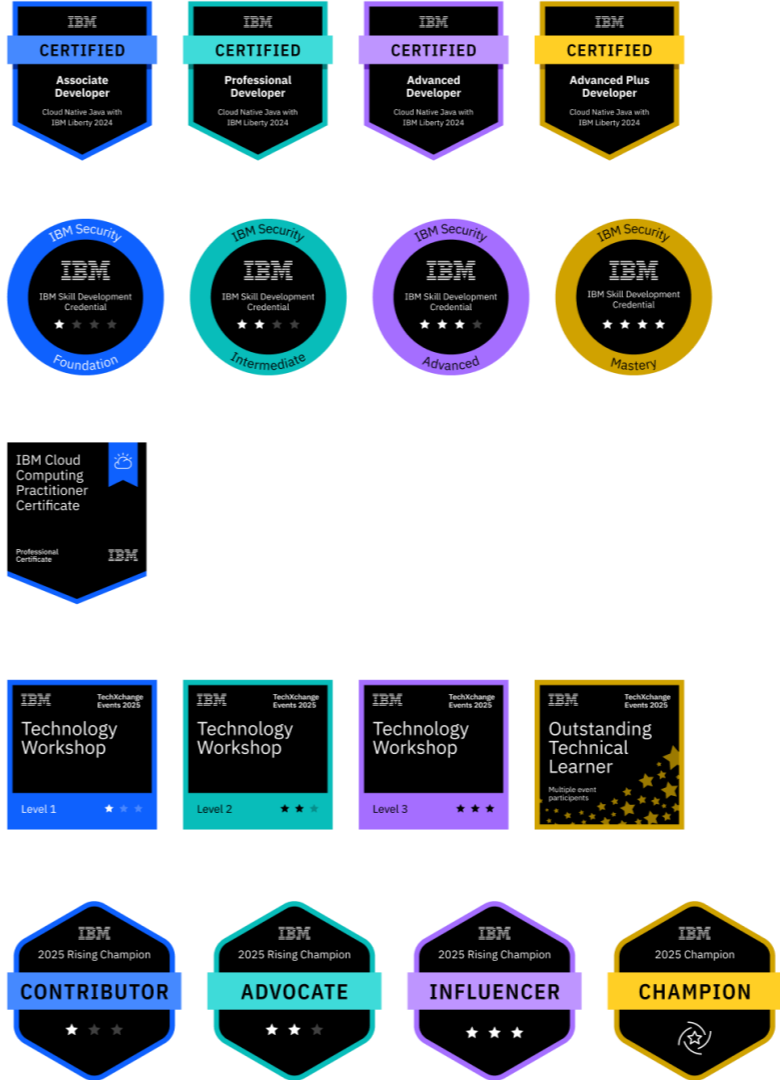 IBM
CERTIFIED
Associate
Developer
Cloud Native Java with
IBM Liberty 2024
IBM
CERTIFIED
Professional
Developer
Cloud Native Java with
IBM Liberty 2024
IBM
CERTIFIED
Advanced
Developer
Cloud Native Java with
IBM Liberty 2024
IBM
CERTIFIED
Advanced Plus
Developer
Cloud Native Java with
IBM Liberty 2024
IBM Security
IBM
IBM Skill Development
Credential
Foundation
IBM Security
IBM
IBM Skill Development
Credential
Intermediate
IBM Security
IBM
IBM Skill Development
Credential
Advanced
IBM Security
IBM
IBM Skill Development
Credential
Mastery
IBM Cloud
Computing
Practitioner
Certificate
Professional
Certificate
IBM
IBM
TechXchange
Events 2025
Technology
Workshop
Level 1
IBM
TechXchange
Events 2025
Technology
Workshop
Level 2
IBM
TechXchange
Events 2025
Technology
Workshop
Level 3
IBM
TechXchange
Events 2025
Outstanding
Technical
Learner
Multiple event
participants
IBM
2025 Rising Champion
CONTRIBUTOR
IBM
2025 Rising Champion
ADVOCATE
IBM
2025 Rising Champion
INFLUENCER
IBM
2025 Champion
CHAMPION